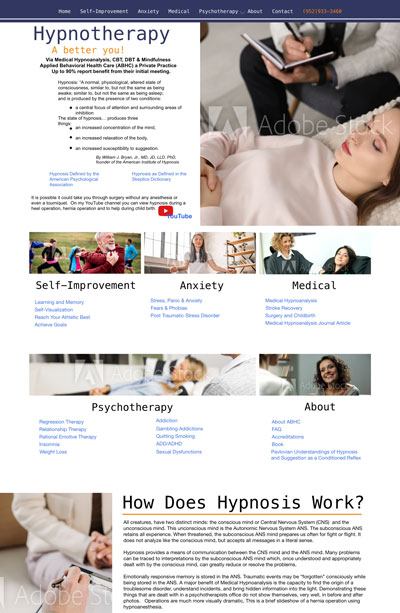 Home Self-Improvement Anxiety Medical Psychotherapy About Contact (952)933-3460
Hypnotherapy
A better you!
Via Medical Hypnoanalysis, CBT, DBT & Mindfulness
Applied Behavioral Health Care (ABHC) a Private Practice
Up to 90% report benefit from their initial meeting.
Hypnosis: "A normal, physiological, altered state of
consciousness, similar to, but not the same as being
awake; similar to, but not the same as being asleep;
and is produced by the presence of two conditions:
• a central focus of attention and surrounding areas of
inhibition
The state of hypnosis... produces three
things:
• an increased concentration of the mind,
• an increased relaxation of the body,
• an increased susceptibility to suggestion.
By William J. Bryan, Jr., MD, JD, LLD, PhD,
founder of the American Institute of Hypnosis
Hypnosis Defined by the
American Psychological
Association
Hypnosis as Defined in the
Skeptics Dictionary
It is possible it could take you through surgery without any anesthesia or
even a tourniquet. On my YouTube channel you can view hypnosis during a
heel operation, hernia operation and to help during child birth.
YouTube
Adobe Stock
Self-Improvement
Learning and Memory
Self-Visualization
Reach Your Athletic Best
Achieve Goals
Anxiety
Stress, Panic & Anxiety
Fears & Phobias
Post Traumatic Stress Disorder
Medical
Medical Hypnoanalysis
Stroke Recovery
Surgery and Childbirth
Medical Hypnoanalysis Journal Article
Adobe Stock
Adobe Stock
Psychotherapy
Regression Therapy
Relationship Therapy
Rational Emotive Therapy
Insomnia
Weight Loss
Addiction
Gambling Addictions
Quitting Smoking
ADD/ADHD
Sexual Dysfunctions
About
About ABHC
FAQ
Accreditations
Book
Pavlovian Understandings of Hypnosis
and Suggestion as a Conditioned Reflex
How Does Hypnosis Work?
All creatures, have two distinct minds: the conscious mind or Central Nervous System (CNS) and the
unconscious mind. This unconscious mind is the Autonomic Nervous System ANS. The subconscious ANS
retains all experience. When threatened, the subconscious ANS mind prepares us often for fight or flight. It
does not analyze like the conscious mind, but accepts all messages in a literal sense.
Hypnosis provides a means of communication between the CNS mind and the ANS mind. Many problems
can be traced to interpretations by the subconscious ANS mind which, once understood and appropriately
dealt with by the conscious mind, can greatly reduce or resolve the problems.
Emotionally responsive memory is stored in the ANS. Traumatic events may be "forgotten" consciously while
being stored in the ANS. A major benefit of Medical Hypnoanalysis is the capacity to find the origin of a
troublesome disorder, understand incidents, and bring hidden information into the light. Demonstrating these
things that are dealt with in a psychotherapists office do not show themselves, very well, in before and after
photos. Operations are much more visually dramatic, This is a brief slideshow of a hernia operation using
hypnoanesthesia.